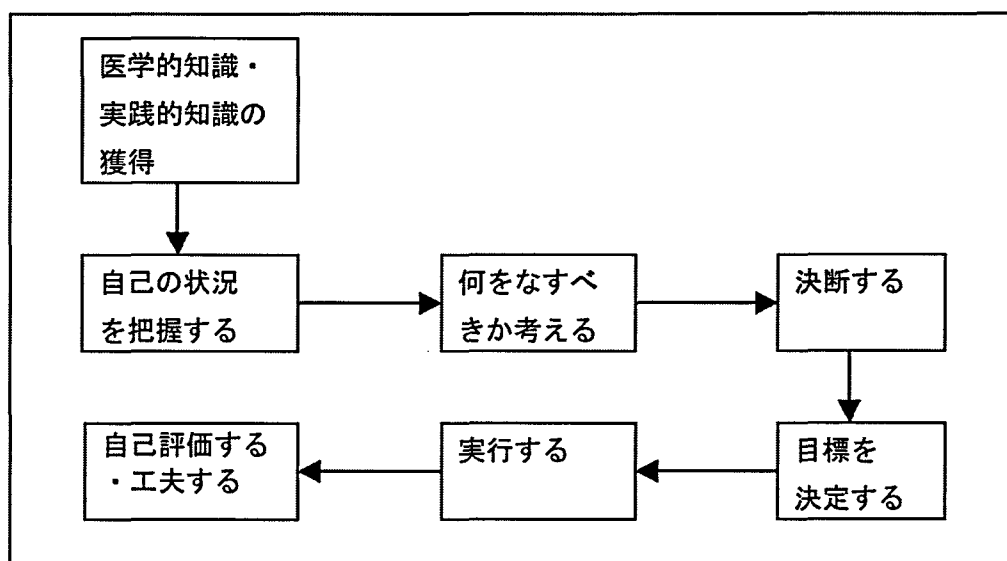 医学的知識・
実践的知識の
獲得
自己の状況
を把握する
何をなすべ
きか考える
決断する
目標を
決定する
実行する
自己評価する
・工夫する